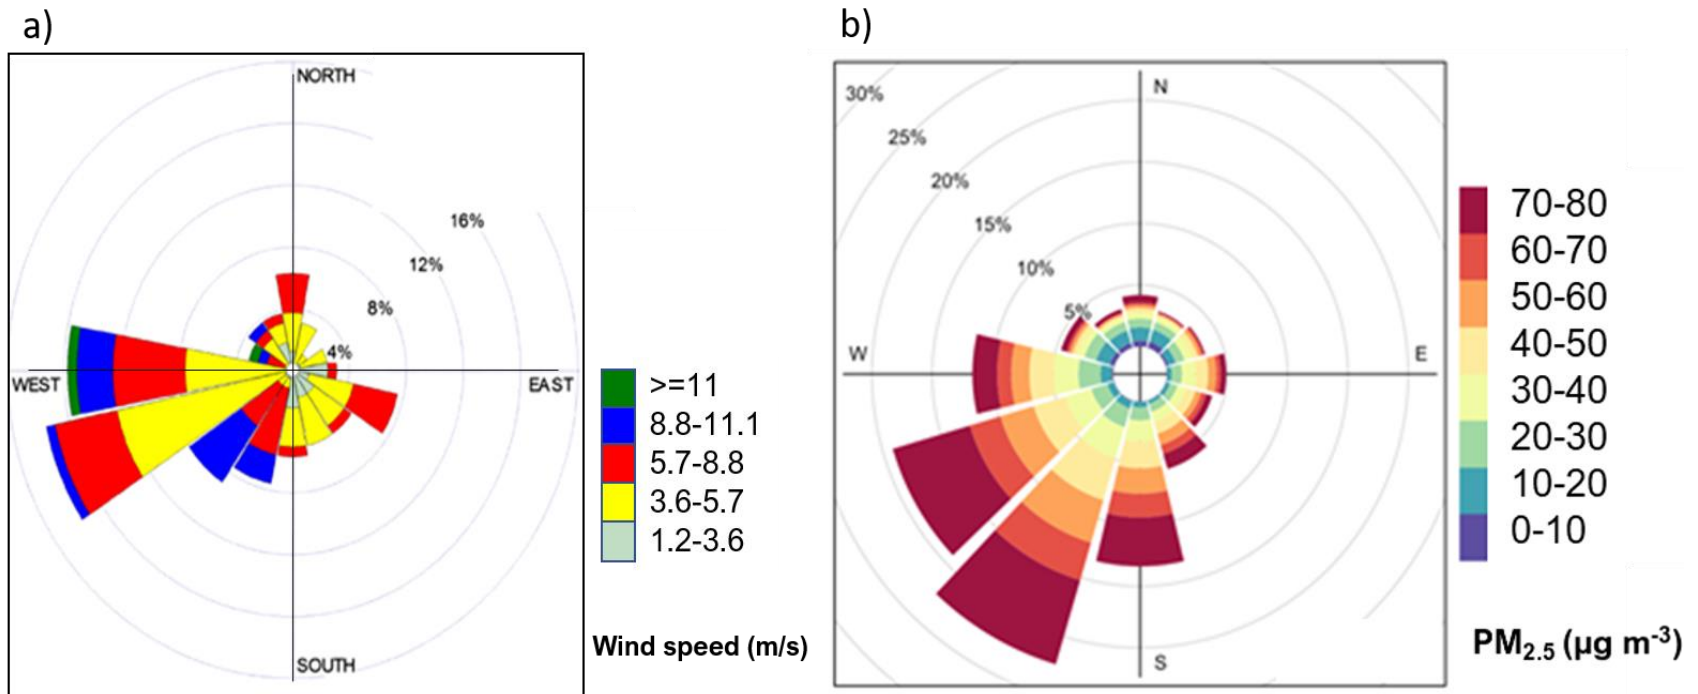 a)
NORTH
16%
12%
8%
4%
WEST
EAST
SOUTH
>=11
8.8-11.1
5.7-8.8
3.6-5.7
1.2-3.6
Wind speed (m/s)
b)
N
30%
25%
20%
15%
10%
5%
W
E
S
70-80
60-70
50-60
40-50
30-40
20-30
10-20
0-10
PM2.5 (µg m-3)